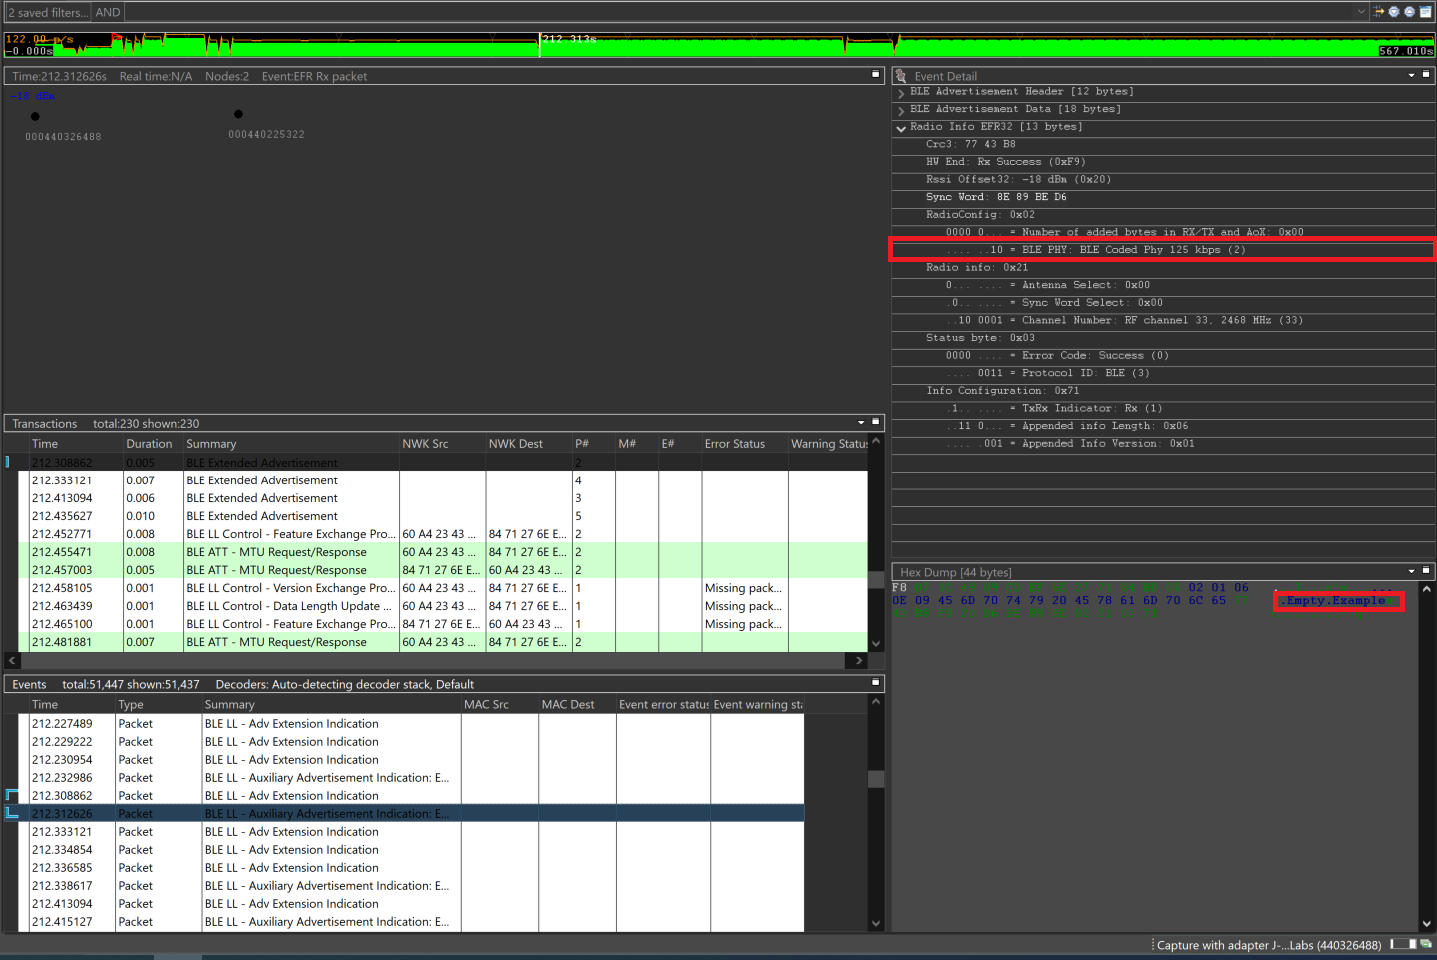 2 saved filters... AND
122.00 p/s
-0.000s
212.313s
567.010s
Time:212.312626s Real time:N/A Nodes:2 Event:EFR Rx packet
-18 dBm
000440326488
000440225322
Transactions total:230 shown:230
Time Duration Summary NWK Src NWK Dest P# M# E# Error Status Warning Status
212.308862 0.005 BLE Extended Advertisement 2
212.333121 0.007 BLE Extended Advertisement 4
212.413094 0.006 BLE Extended Advertisement 3
212.435627 0.010 BLE Extended Advertisement 5
212.452771 0.008 BLE LL Control - Feature Exchange Pro... 60 A4 23 43 ... 84 71 27 6E E... 2
212.455471 0.008 BLE ATT - MTU Request/Response 60 A4 23 43 ... 84 71 27 6E E... 2
212.457003 0.005 BLE ATT - MTU Request/Response 84 71 27 6E E... 60 A4 23 43 ... 2
212.458105 0.001 BLE LL Control - Version Exchange Pro... 60 A4 23 43 ... 84 71 27 6E E... 1 Missing pack...
212.463439 0.001 BLE LL Control - Data Length Update ... 60 A4 23 43 ... 84 71 27 6E E... 1 Missing pack...
212.465100 0.001 BLE LL Control - Feature Exchange Pro... 84 71 27 6E E... 60 A4 23 43 ... 1 Missing pack...
212.481881 0.007 BLE ATT - MTU Request/Response 60 A4 23 43 ... 84 71 27 6E E... 2
Events total:51,447 shown:51,437 Decoders: Auto-detecting decoder stack, Default
Time Type Summary MAC Src MAC Dest Event error status Event warning sta
212.227489 Packet BLE LL - Adv Extension Indication
212.229222 Packet BLE LL - Adv Extension Indication
212.230954 Packet BLE LL - Adv Extension Indication
212.232986 Packet BLE LL - Auxiliary Advertisement Indication: E...
212.308862 Packet BLE LL - Adv Extension Indication
212.312626 Packet BLE LL - Auxiliary Advertisement Indication: E...
212.333121 Packet BLE LL - Adv Extension Indication
212.334854 Packet BLE LL - Adv Extension Indication
212.336585 Packet BLE LL - Adv Extension Indication
212.338617 Packet BLE LL - Auxiliary Advertisement Indication: E...
212.413094 Packet BLE LL - Adv Extension Indication
212.415127 Packet BLE LL - Auxiliary Advertisement Indication: E...
Event Detail
BLE Advertisement Header [12 bytes]
BLE Advertisement Data [18 bytes]
Radio Info EFR32 [13 bytes]
Crc3: 77 43 B8
HW End: Rx Success (0xF9)
Rssi Offset32: -18 dBm (0x20)
Sync Word: 8E 89 BE D6
RadioConfig: 0x02
0000 0... = Number of added bytes in RX/TX and AoX: 0x00
.... ..10 = BLE PHY: BLE Coded Phy 125 kbps (2)
Radio info: 0x21
0... .... = Antenna Select: 0x00
.0.. .... = Sync Word Select: 0x00
..10 0001 = Channel Number: RF channel 33, 2468 MHz (33)
Status byte: 0x03
0000 .... = Error Code: Success (0)
.... 0011 = Protocol ID: BLE (3)
Info Configuration: 0x71
.1.. .... = TxRx Indicator: Rx (1)
..11 0... = Appended info Length: 0x06
.... .001 = Appended Info Version: 0x01
Hex Dump [44 bytes]
F8 02 01 06
0E 09 45 6D 70 74 79 20 45 78 61 6D 70 6C 65 .Empty.Example
Capture with adapter J-...Labs (440326488)